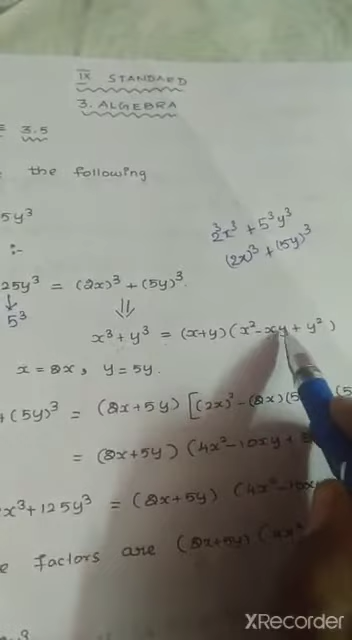 IX STANDARD
3. ALGEBRA
3.5
the following
5y³
:-
2³x³ + 5³y³
(2x)³ + (5y)³
25y³ = (2x)³ + (5y)³.
↓
5³
⇓
x³ + y³ = (x+y) (x² - xy + y²)
x = 2x, y = 5y.
+ (5y)³ = (2x + 5y) [(2x)² - (2x)(5
= (2x + 5y) (4x² - 10xy +
x³ + 125y³ = (2x + 5y) (4x² - 10x
factors are (2x + 5y) (4x²
XRecorder